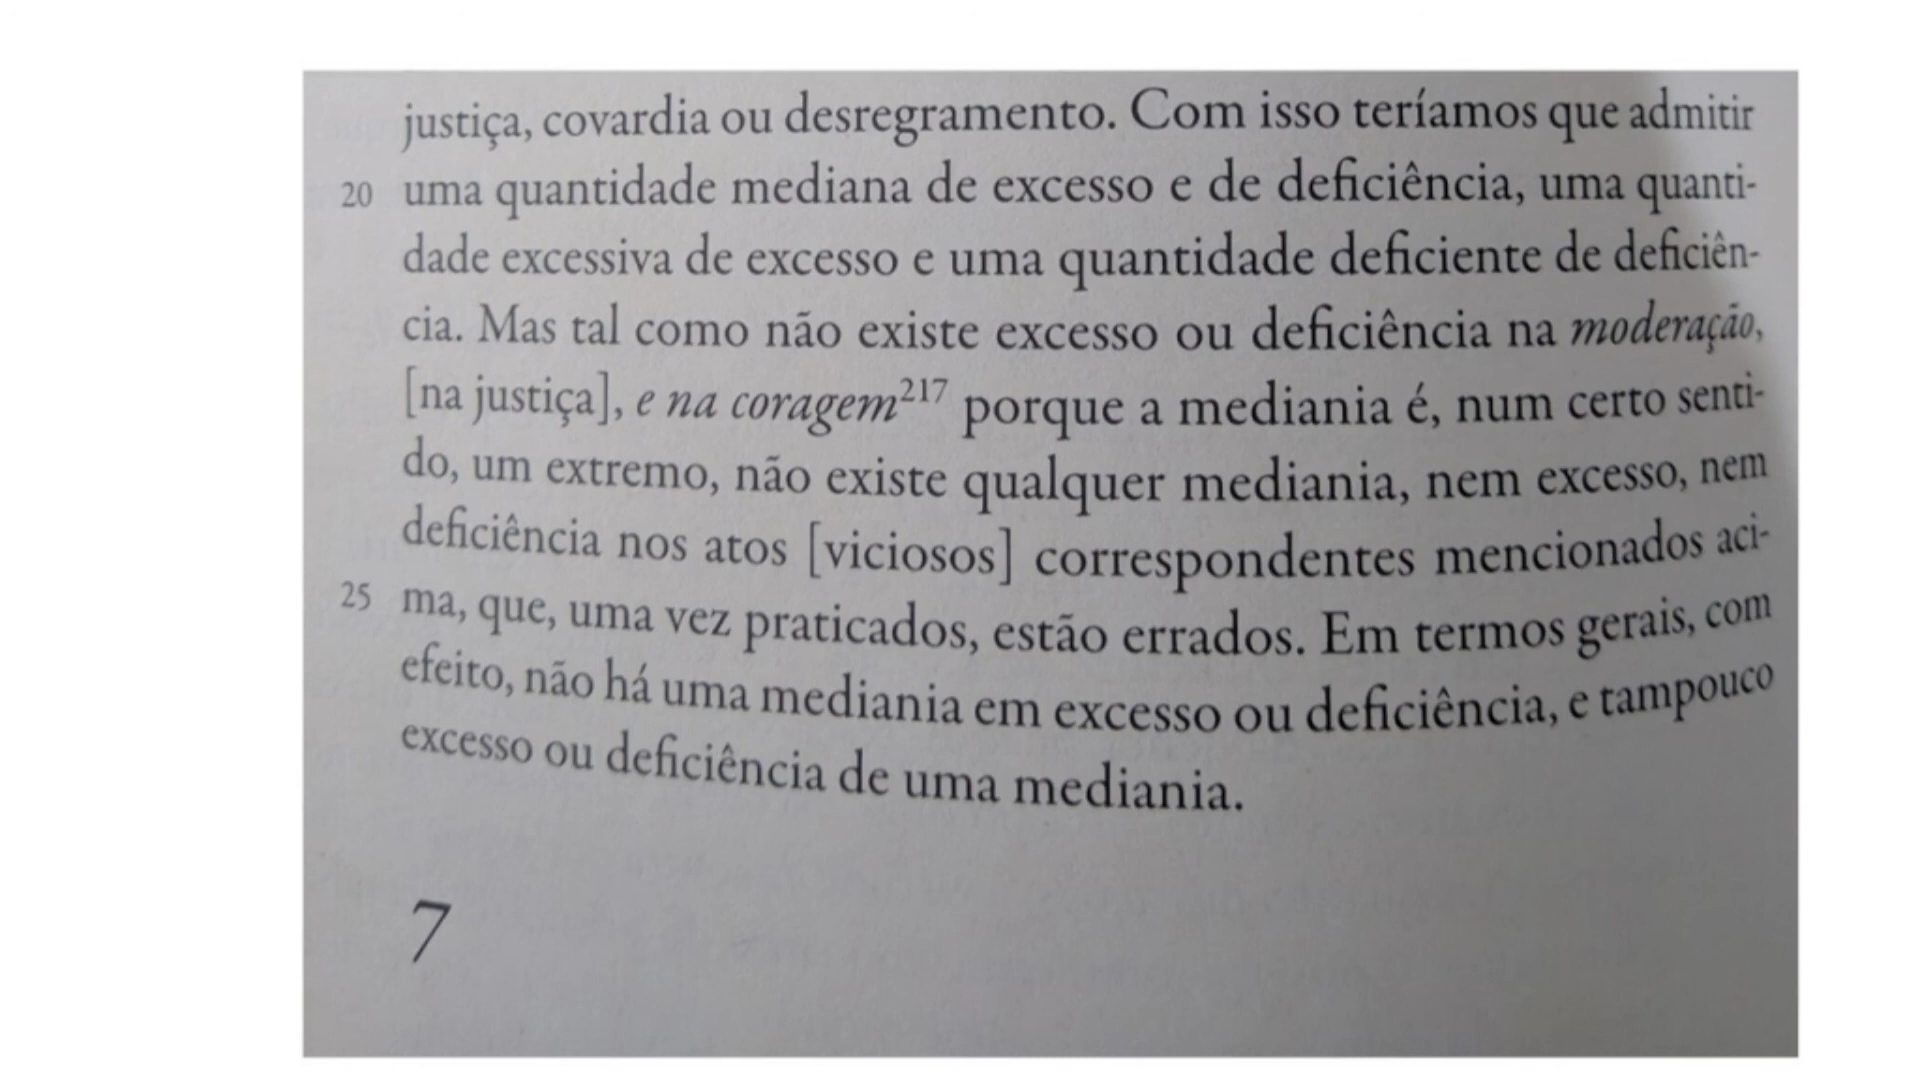 justiça, covardia ou desregramento. Com isso teríamos que admitir
20 uma quantidade mediana de excesso e de deficiência, uma quanti-
dade excessiva de excesso e uma quantidade deficiente de deficiên-
cia. Mas tal como não existe excesso ou deficiência na moderação,
[na justiça], e na coragem217 porque a mediania é, num certo senti-
do, um extremo, não existe qualquer mediania, nem excesso, nem
deficiência nos atos [viciosos] correspondentes mencionados aci-
25 ma, que, uma vez praticados, estão errados. Em termos gerais, com
efeito, não há uma mediania em excesso ou deficiência, e tampouco
excesso ou deficiência de uma mediania.
7